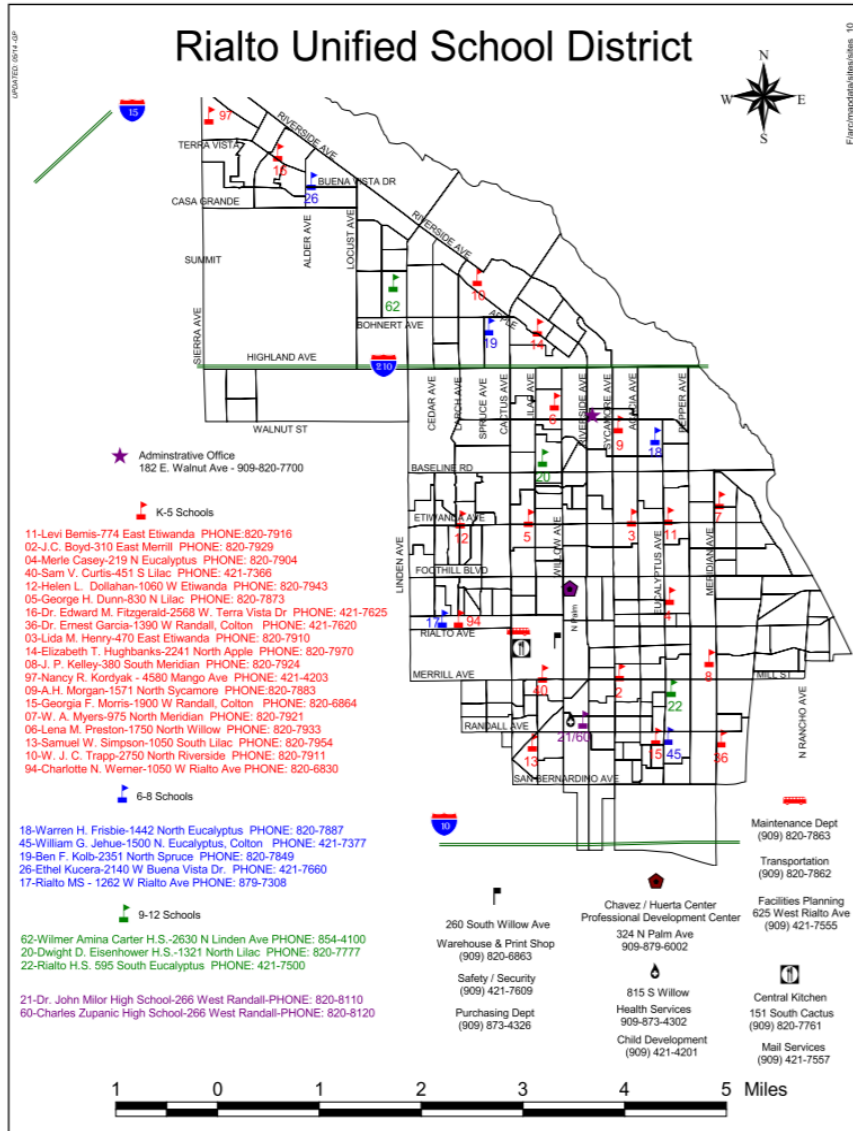 UPDATED: 05/14 -GP
Rialto Unified School District
F/arc/mapdata/sites/sites_10
N
W
E
S
15
97
TERRA VISTA
RIVERSIDE AVE
16
BUENA VISTA DR
26
CASA GRANDE
RIVERSIDE AVE
SUMMIT
ALDER AVE
LOCUST AVE
SIERRA AVE
62
10
APPLE
BOHNERT AVE
19
14
HIGHLAND AVE
210
CEDAR AVE
LARCH AVE
SPRUCE AVE
CACTUS AVE
LILAC AVE
RIVERSIDE AVE
SYCAMORE AVE
ACACIA AVE
PEPPER AVE
WALNUT ST
6
9
18
20
BASELINE RD
7
ETIWANDA AVE
12
5
3
11
LINDEN AVE
WILLOW AVE
EUCALYPTUS AVE
MERIDIAN AVE
FOOTHILL BLVD
4
17
94
N Palm
RIALTO AVE
MERRILL AVE
40
2
8
MILL ST
22
N RANCHO AVE
RANDALL AVE
21/60
13
15
45
36
SAN BERNARDINO AVE
10
Adminstrative Office
182 E. Walnut Ave - 909-820-7700
K-5 Schools
11-Levi Bemis-774 East Etiwanda PHONE:820-7916
02-J.C. Boyd-310 East Merrill PHONE: 820-7929
04-Merle Casey-219 N Eucalyptus PHONE: 820-7904
40-Sam V. Curtis-451 S Lilac PHONE: 421-7366
12-Helen L. Dollahan-1060 W Etiwanda PHONE: 820-7943
05-George H. Dunn-830 N Lilac PHONE: 820-7873
16-Dr. Edward M. Fitzgerald-2568 W. Terra Vista Dr PHONE: 421-7625
36-Dr. Ernest Garcia-1390 W Randall, Colton PHONE: 421-7620
03-Lida M. Henry-470 East Etiwanda PHONE: 820-7910
14-Elizabeth T. Hughbanks-2241 North Apple PHONE: 820-7970
08-J. P. Kelley-380 South Meridian PHONE: 820-7924
97-Nancy R. Kordyak - 4580 Mango Ave PHONE: 421-4203
09-A.H. Morgan-1571 North Sycamore PHONE:820-7883
15-Georgia F. Morris-1900 W Randall, Colton PHONE: 820-6864
07-W. A. Myers-975 North Meridian PHONE: 820-7921
06-Lena M. Preston-1750 North Willow PHONE: 820-7933
13-Samuel W. Simpson-1050 South Lilac PHONE: 820-7954
10-W. J. C. Trapp-2750 North Riverside PHONE: 820-7911
94-Charlotte N. Werner-1050 W Rialto Ave PHONE: 820-6830
6-8 Schools
18-Warren H. Frisbie-1442 North Eucalyptus PHONE: 820-7887
45-William G. Jehue-1500 N. Eucalyptus, Colton PHONE: 421-7377
19-Ben F. Kolb-2351 North Spruce PHONE: 820-7849
26-Ethel Kucera-2140 W Buena Vista Dr. PHONE: 421-7660
17-Rialto MS - 1262 W Rialto Ave PHONE: 879-7308
9-12 Schools
62-Wilmer Amina Carter H.S.-2630 N Linden Ave PHONE: 854-4100
20-Dwight D. Eisenhower H.S.-1321 North Lilac PHONE: 820-7777
22-Rialto H.S. 595 South Eucalyptus PHONE: 421-7500
21-Dr. John Milor High School-266 West Randall-PHONE: 820-8110
60-Charles Zupanic High School-266 West Randall-PHONE: 820-8120
260 South Willow Ave
Warehouse & Print Shop
(909) 820-6863
Safety / Security
(909) 421-7609
Purchasing Dept
(909) 873-4326
Chavez / Huerta Center
Professional Development Center
324 N Palm Ave
909-879-6002
815 S Willow
Health Services
909-873-4302
Child Development
(909) 421-4201
Maintenance Dept
(909) 820-7863
Transportation
(909) 820-7862
Facilities Planning
625 West Rialto Ave
(909) 421-7555
Central Kitchen
151 South Cactus
(909) 820-7761
Mail Services
(909) 421-7557
1 0 1 2 3 4 5 Miles